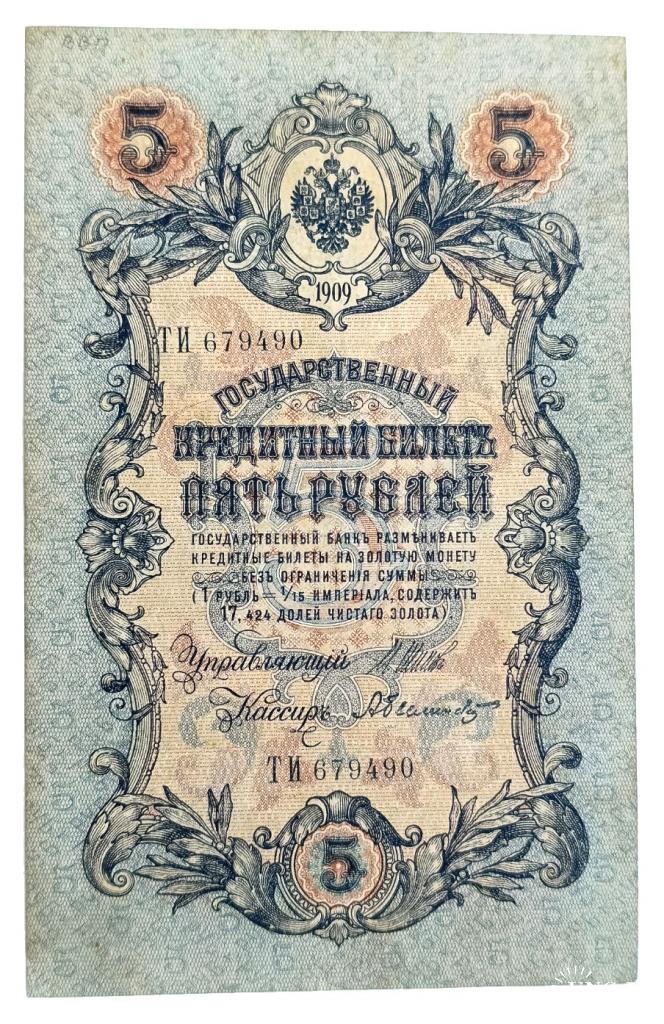 5 5
1909
ТИ 679490
ГОСУДАРСТВЕННЫЙ
КРЕДИТНЫЙ БИЛЕТЪ
ПЯТЬ РУБЛЕЙ
ГОСУДАРСТВЕННЫЙ БАНКЪ РАЗМѢНИВАЕТЪ
КРЕДИТНЫЕ БИЛЕТЫ НА ЗОЛОТУЮ МОНЕТУ
БЕЗЪ ОГРАНИЧЕНІЯ СУММЫ
(1 РУБЛЬ — 1/15 ИМПЕРІАЛА, СОДЕРЖИТЪ
17,424 ДОЛЕЙ ЧИСТАГО ЗОЛОТА).
Управляющій
Кассиръ
ТИ 679490
5